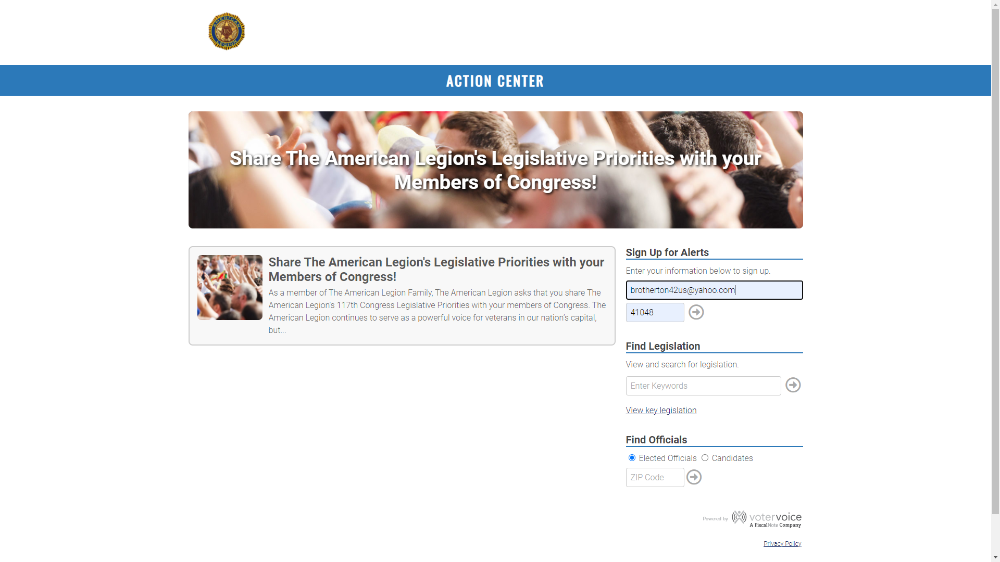 AMERICAN
US
LEGION
ACTION CENTER
Share The American Legion's Legislative Priorities with your
Members of Congress!
Share The American Legion's Legislative Priorities with your
Members of Congress!
As a member of The American Legion Family, The American Legion asks that you share The
American Legion's 117th Congress Legislative Priorities with your members of Congress. The
American Legion continues to serve as a powerful voice for veterans in our nation's capital,
but...
Sign Up for Alerts
Enter your information below to sign up.
brotherton42us@yahoo.com
41048
Find Legislation
View and search for legislation.
Enter Keywords
View key legislation
Find Officials
Elected Officials Candidates
ZIP Code
Powered by votervoice
A FiscalNote Company
Privacy Policy